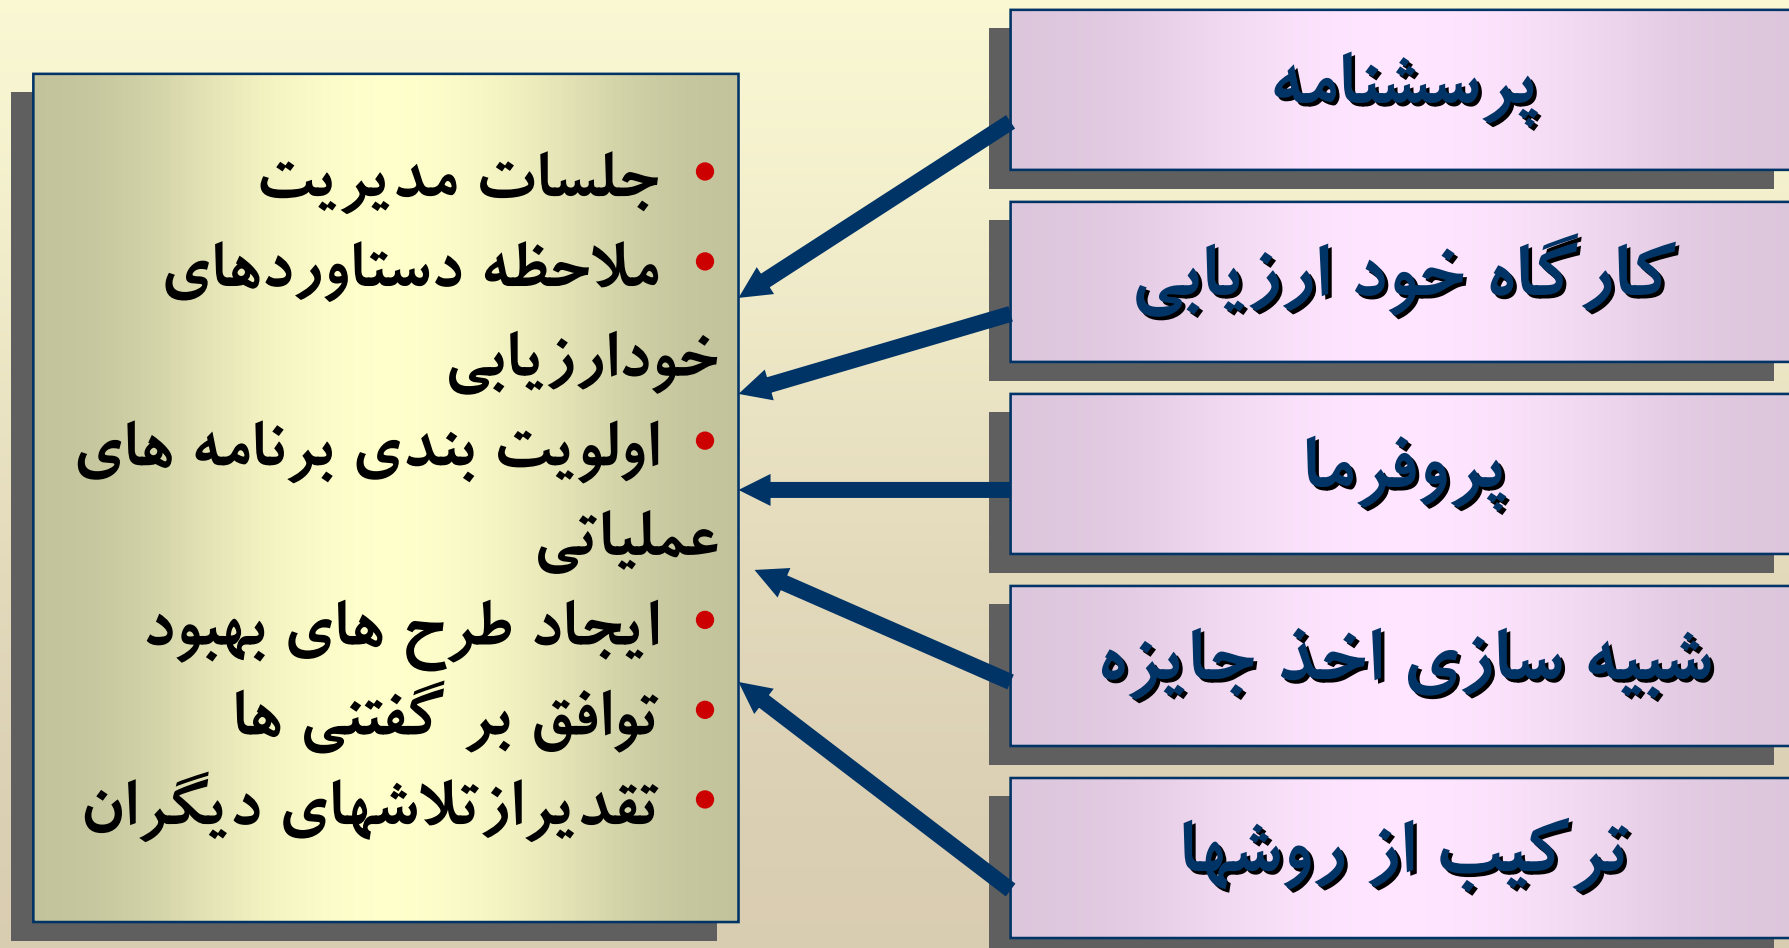 پرسشنامه
کارگاه خود ارزیابی
پروفرما
شبیه سازی اخذ جایزه
ترکیب از روشها
• جلسات مدیریت
• ملاحظه دستاوردهای
خودارزیابی
• اولویت بندی برنامه های
عملیاتی
• ایجاد طرح های بهبود
• توافق بر گفتنی ها
• تقدیرازتلاشهای دیگران